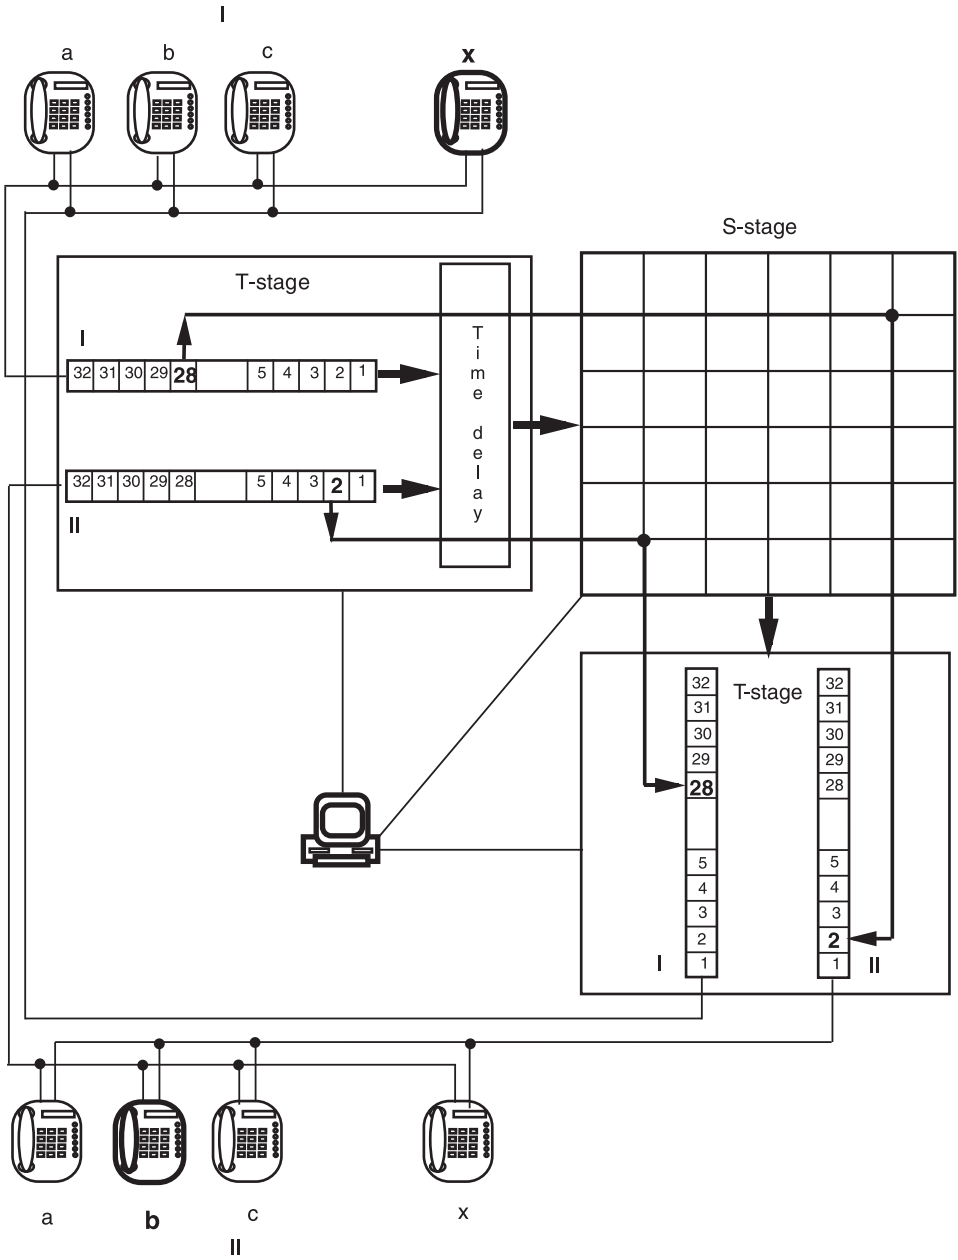 I
a b c x
S-stage
T-stage
Time delay
I
32 31 30 29 28 5 4 3 2 1
32 31 30 29 28 5 4 3 2 1
II
T-stage
32 32
31 31
30 30
29 29
28 28
5 5
4 4
3 3
2 2
I 1 1 II
a b c x
II